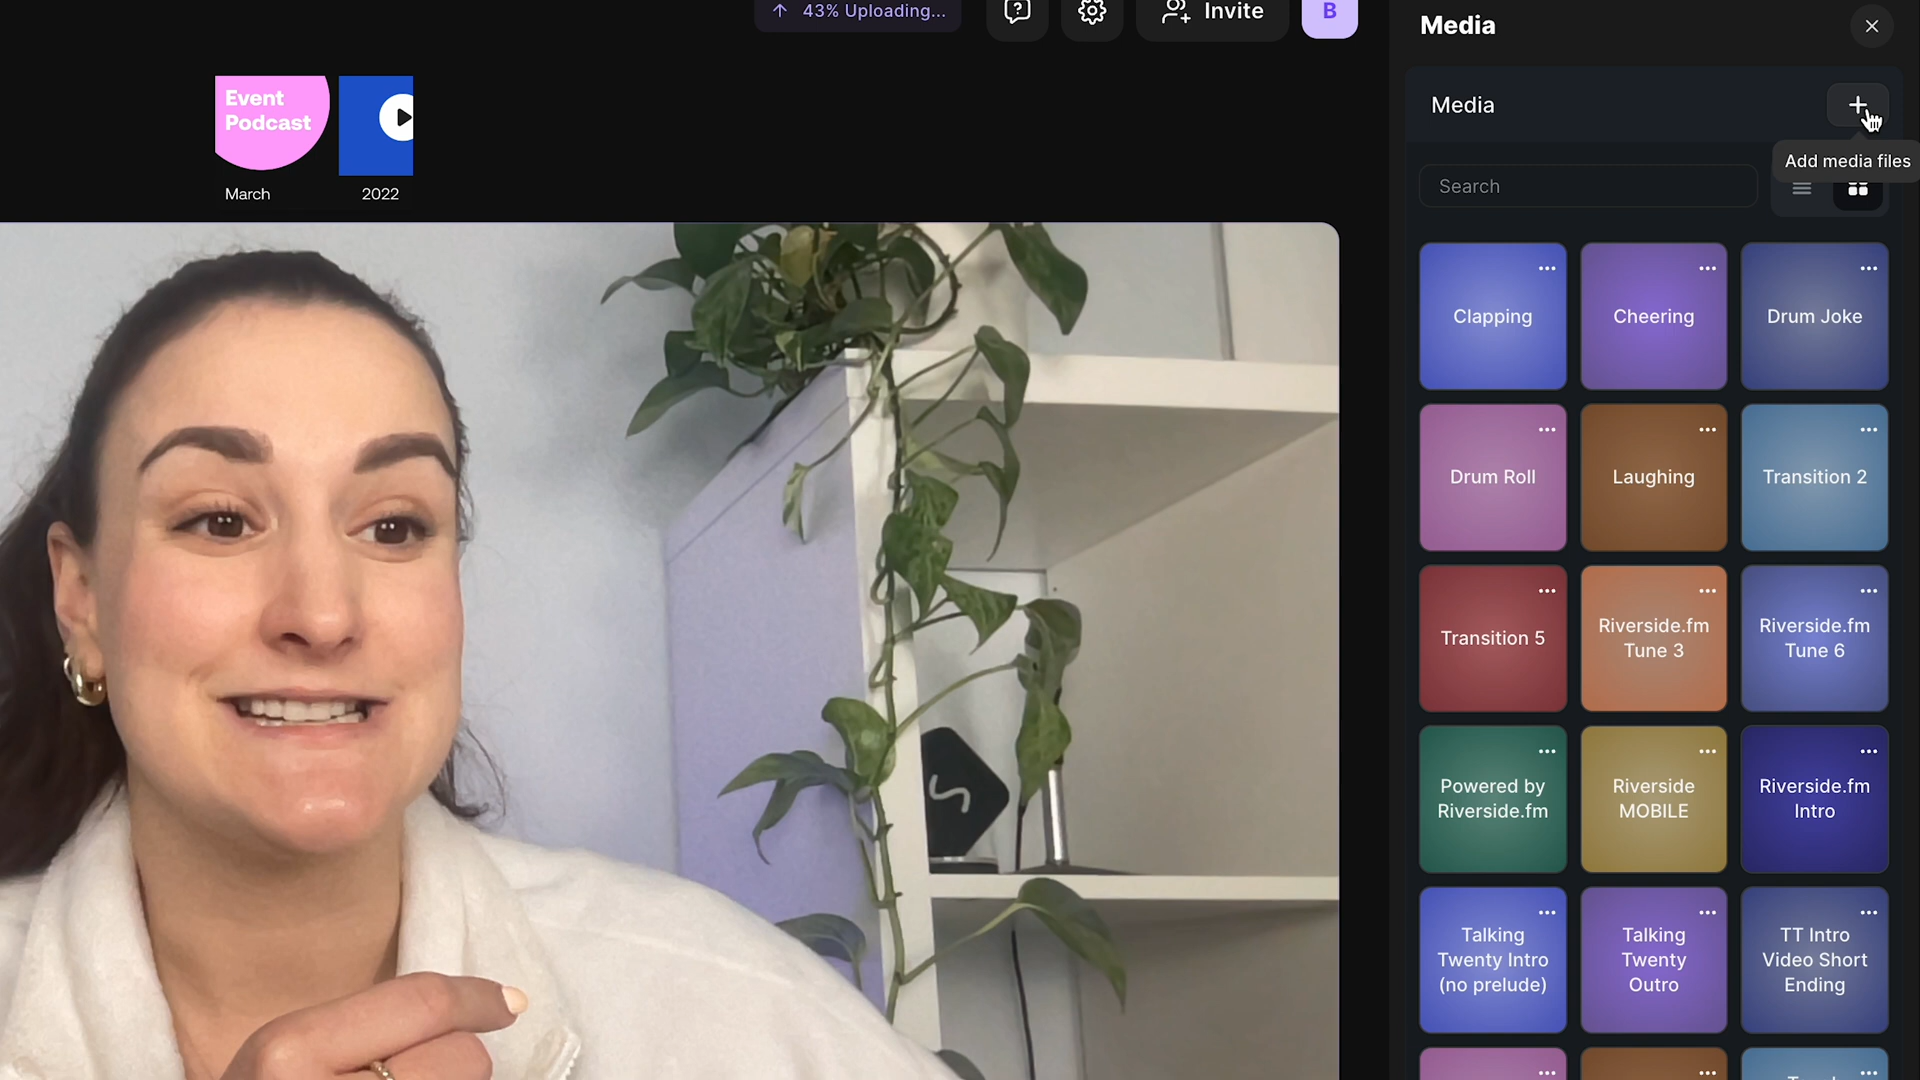 43% Uploading...
Invite
B
Event
Podcast
March
2022
Media
Media
Add media files
Search
Clapping
Cheering
Drum Joke
Drum Roll
Laughing
Transition 2
Transition 5
Riverside.fm
Tune 3
Riverside.fm
Tune 6
Powered by
Riverside.fm
Riverside
MOBILE
Riverside.fm
Intro
Talking
Twenty Intro
(no prelude)
Talking
Twenty
Outro
TT Intro
Video Short
Ending